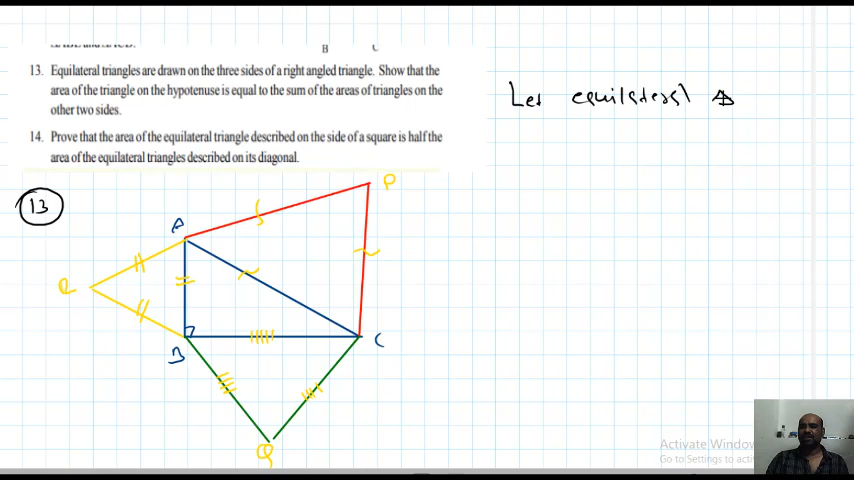 B C
13. Equilateral triangles are drawn on the three sides of a right angled triangle. Show that the
area of the triangle on the hypotenuse is equal to the sum of the areas of triangles on the
other two sides.
14. Prove that the area of the equilateral triangle described on the side of a square is half the
area of the equilateral triangles described on its diagonal.
Let equilateral
13
P
A
R
B
C
Q
Activate Window
Go to Settings to acti